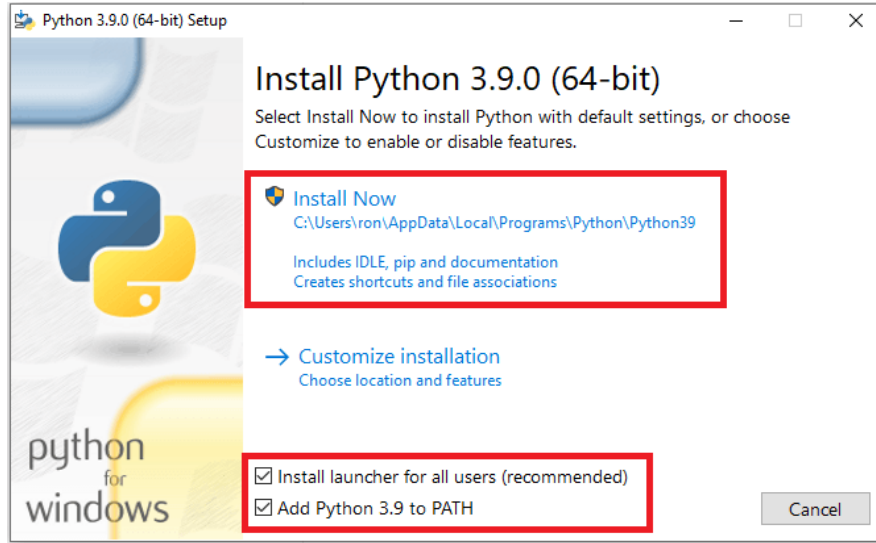 Python 3.9.0 (64-bit) Setup
Install Python 3.9.0 (64-bit)
Select Install Now to install Python with default settings, or choose
Customize to enable or disable features.
Install Now
C:\Users\ron\AppData\Local\Programs\Python\Python39
Includes IDLE, pip and documentation
Creates shortcuts and file associations
Customize installation
Choose location and features
python
for
windows
Install launcher for all users (recommended)
Add Python 3.9 to PATH
Cancel